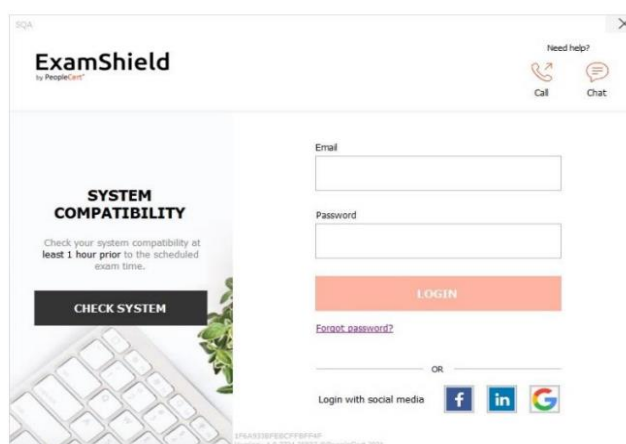 SQA
ExamShield
by PeopleCert
Need help?
Call
Chat
SYSTEM
COMPATIBILITY
Check your system compatibility at
least 1 hour prior to the scheduled
exam time.
CHECK SYSTEM
Email
Password
LOGIN
Forgot password?
OR
Login with social media
f
in
G